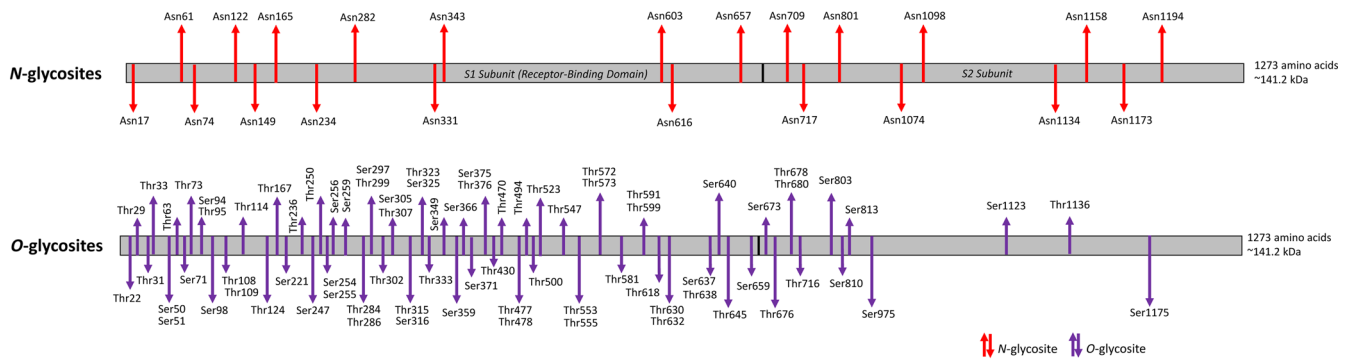 Asn61 Asn122 Asn165 Asn282 Asn343 Asn603 Asn657 Asn709 Asn801 Asn1098 Asn1158 Asn1194
N-glycosites
S1 Subunit (Receptor-Binding Domain) S2 Subunit
1273 amino acids
~141.2 kDa
Asn17 Asn74 Asn149 Asn234 Asn331 Asn616 Asn717 Asn1074 Asn1134 Asn1173
Thr29
Thr33
Thr63
Thr73
Ser94
Thr95
Thr114
Thr167
Thr236
Thr250
Ser256
Ser259
Ser297
Thr299
Ser305
Thr307
Thr323
Ser325
Ser349
Ser366
Ser375
Thr376
Thr470
Thr494
Thr523
Thr547
Thr572
Thr573
Thr591
Thr599
Ser640
Ser673
Thr678
Thr680
Ser803
Ser813
Ser1123
Thr1136
O-glycosites
1273 amino acids
~141.2 kDa
Thr22
Thr31
Ser50
Ser51
Ser71
Ser98
Thr108
Thr109
Thr124
Ser221
Ser247
Ser254
Ser255
Thr284
Thr286
Thr302
Thr315
Ser316
Thr333
Ser359
Ser371
Thr430
Thr477
Thr478
Thr500
Thr553
Thr555
Thr581
Thr618
Thr630
Thr632
Ser637
Thr638
Thr645
Ser659
Thr676
Thr716
Ser810
Ser975
Ser1175
N-glycosite O-glycosite